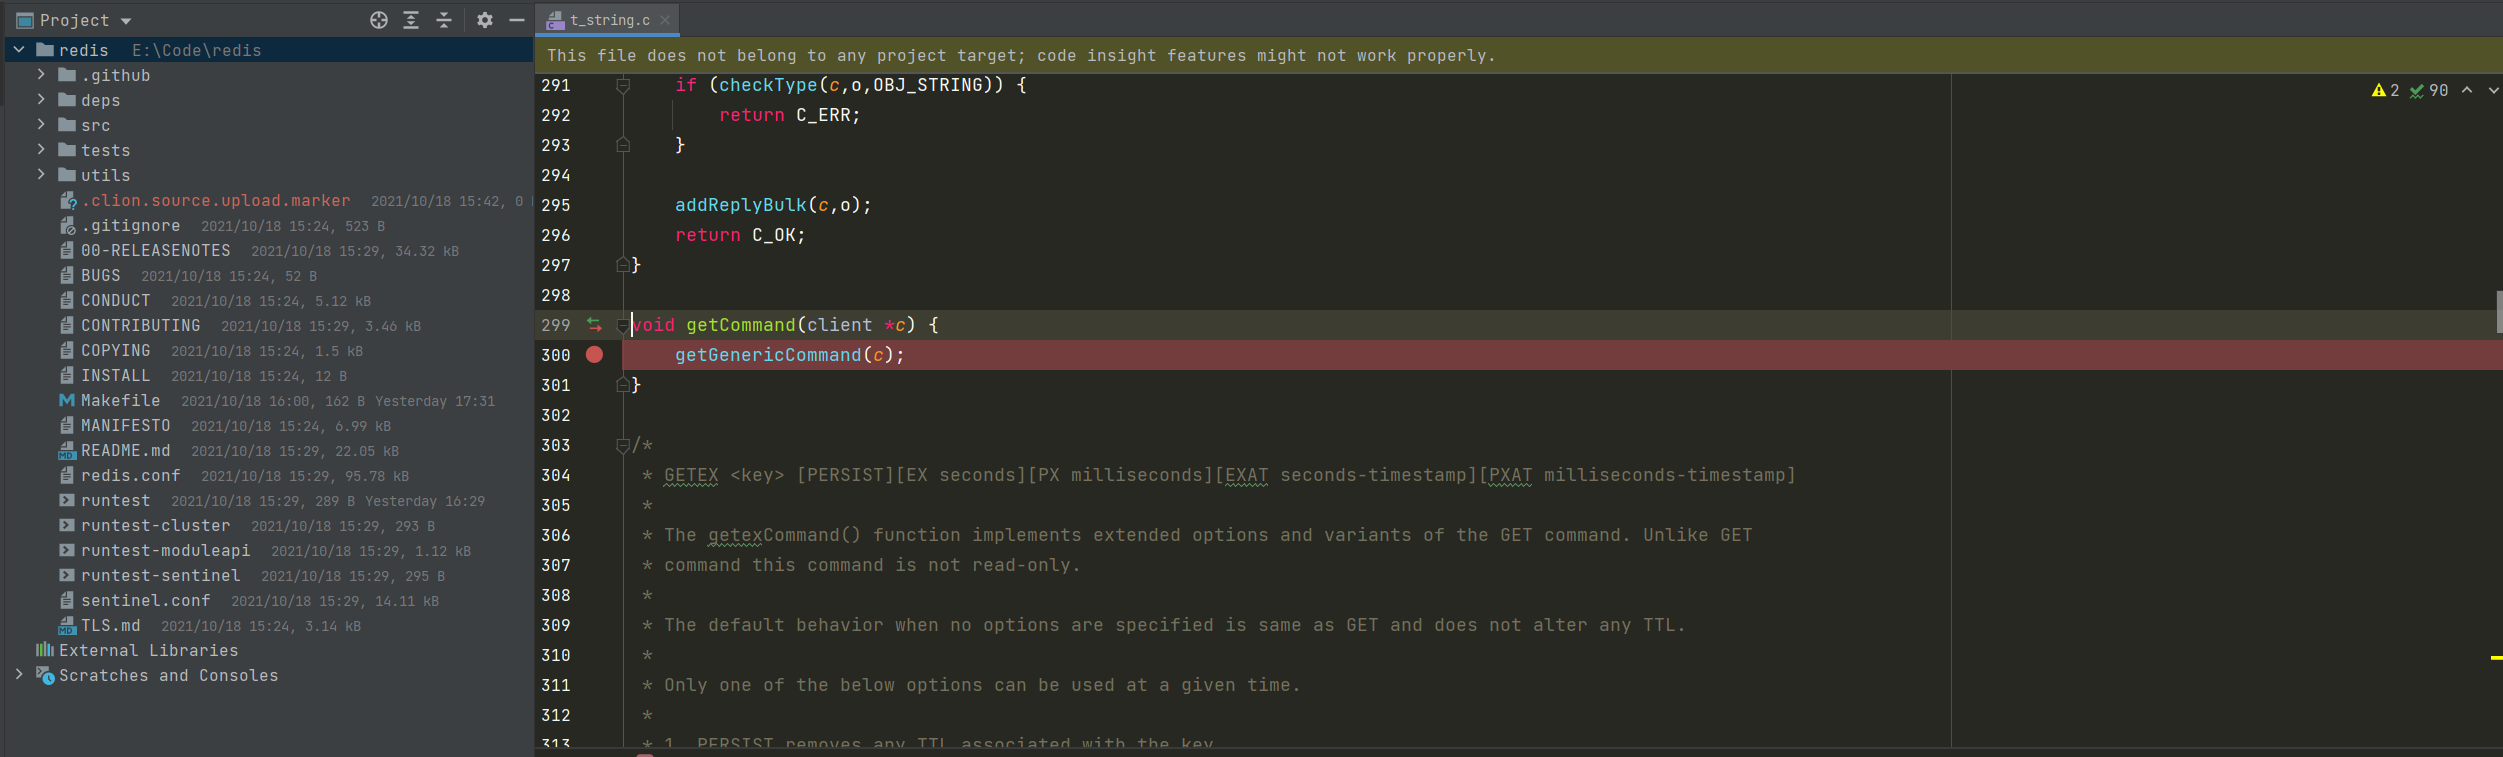 Project
redis E:\Code\redis
.github
deps
src
tests
utils
.clion.source.upload.marker 2021/10/18 15:42, 0
.gitignore 2021/10/18 15:24, 523 B
00-RELEASENOTES 2021/10/18 15:29, 34.32 kB
BUGS 2021/10/18 15:24, 52 B
CONDUCT 2021/10/18 15:24, 5.12 kB
CONTRIBUTING 2021/10/18 15:29, 3.46 kB
COPYING 2021/10/18 15:24, 1.5 kB
INSTALL 2021/10/18 15:24, 12 B
Makefile 2021/10/18 16:00, 162 B Yesterday 17:31
MANIFESTO 2021/10/18 15:24, 6.99 kB
README.md 2021/10/18 15:29, 22.05 kB
redis.conf 2021/10/18 15:29, 95.78 kB
runtest 2021/10/18 15:29, 289 B Yesterday 16:29
runtest-cluster 2021/10/18 15:29, 293 B
runtest-moduleapi 2021/10/18 15:29, 1.12 kB
runtest-sentinel 2021/10/18 15:29, 295 B
sentinel.conf 2021/10/18 15:29, 14.11 kB
TLS.md 2021/10/18 15:24, 3.14 kB
External Libraries
Scratches and Consoles
t_string.c
This file does not belong to any project target; code insight features might not work properly.
2 90
291 if (checkType(c,o,OBJ_STRING)) {
292 return C_ERR;
293 }
294
295 addReplyBulk(c,o);
296 return C_OK;
297 }
298
299 void getCommand(client *c) {
300 getGenericCommand(c);
301 }
302
303 /*
304 * GETEX <key> [PERSIST][EX seconds][PX milliseconds][EXAT seconds-timestamp][PXAT milliseconds-timestamp]
305 *
306 * The getexCommand() function implements extended options and variants of the GET command. Unlike GET
307 * command this command is not read-only.
308 *
309 * The default behavior when no options are specified is same as GET and does not alter any TTL.
310 *
311 * Only one of the below options can be used at a given time.
312 *
313 * 1. PERSIST removes any TTL associated with the key.